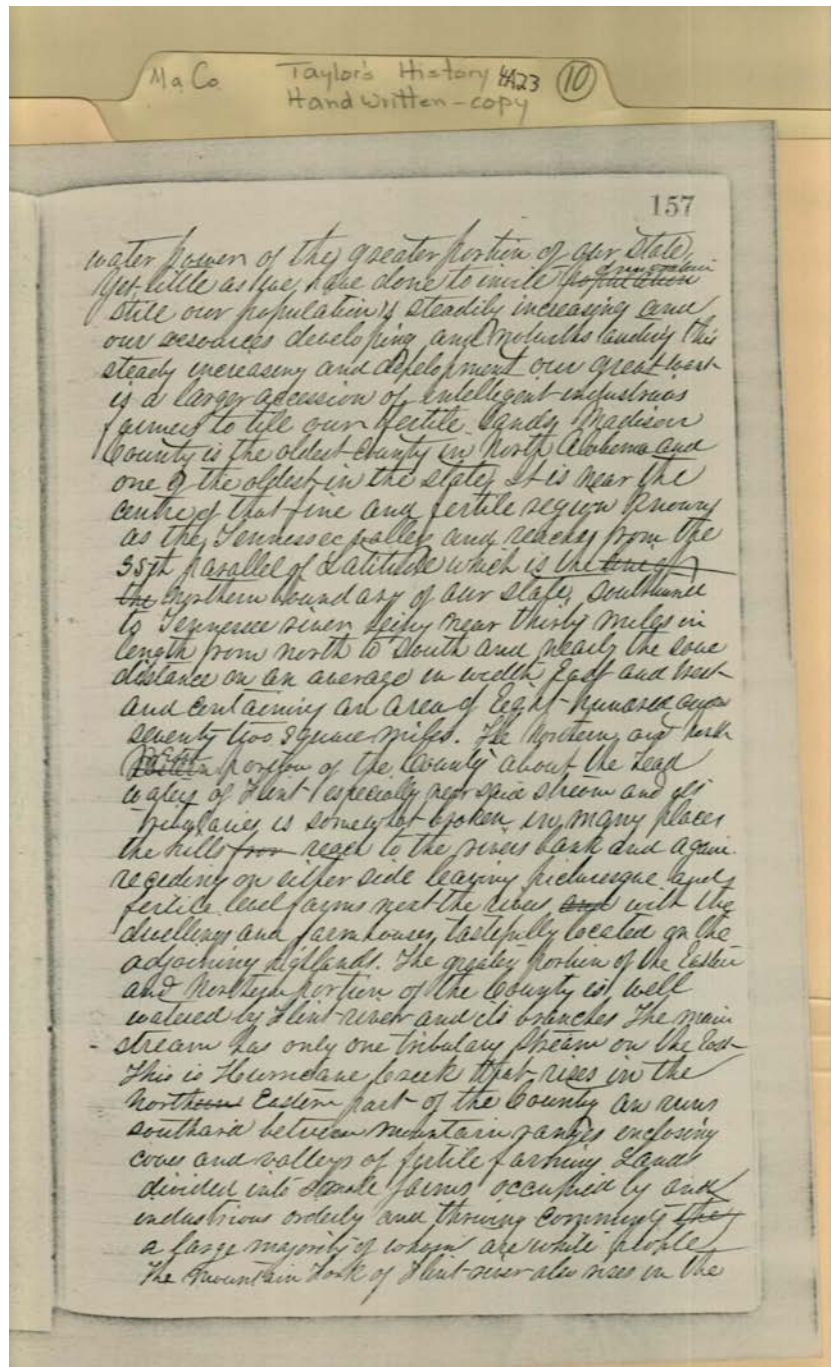 Ma Co Taylor's History 4A23 10
Hand written - copy
157
water power of the greater portion of our state,
Yet little as we have done to invite immigration population
still our population is steadily increasing and
our resources developing and notwithstanding this
steady increasing and development our great want
is a larger accession of intelligent industrious
farmers to till our fertile lands Madison
County is the oldest county in North Alabama and
one of the oldest in the state, It is near the
centre of that fine and fertile region known
as the Tennessee valley and reaches from the
35th parallel of Latitude which is the line of
the northern boundary of our state, southward
to Tennessee river being near thirty miles in
length from north to South and nearly the same
distance on an average in width East and West
and containing an area of Eight hundred and
seventy two square miles. The Northern and North
Eastern portion of the County about the head
waters of Flint especially near said stream and its
tributaries is somewhat broken in many places
the hills reach to the rivers bank and again
receding on either side leaving picturesque and
fertile level farms next the river and with the
dwellings and farm houses tastefully located on the
adjoining highlands. The greater portion of the Eastern
and Northern portion of the County is well
watered by Flint river and its branches The main
stream has only one tributary stream on the East
This is Hurricane Creek that rises in the
Northern Eastern part of the County an runs
southard between mountain ranges enclosing
coves and valleys of fertile farming Lands
divided into small farms occupied by and
industrious orderly and thriving community the
a large majority of whom are white people
The Mountain Fork of Flint river also rises in the